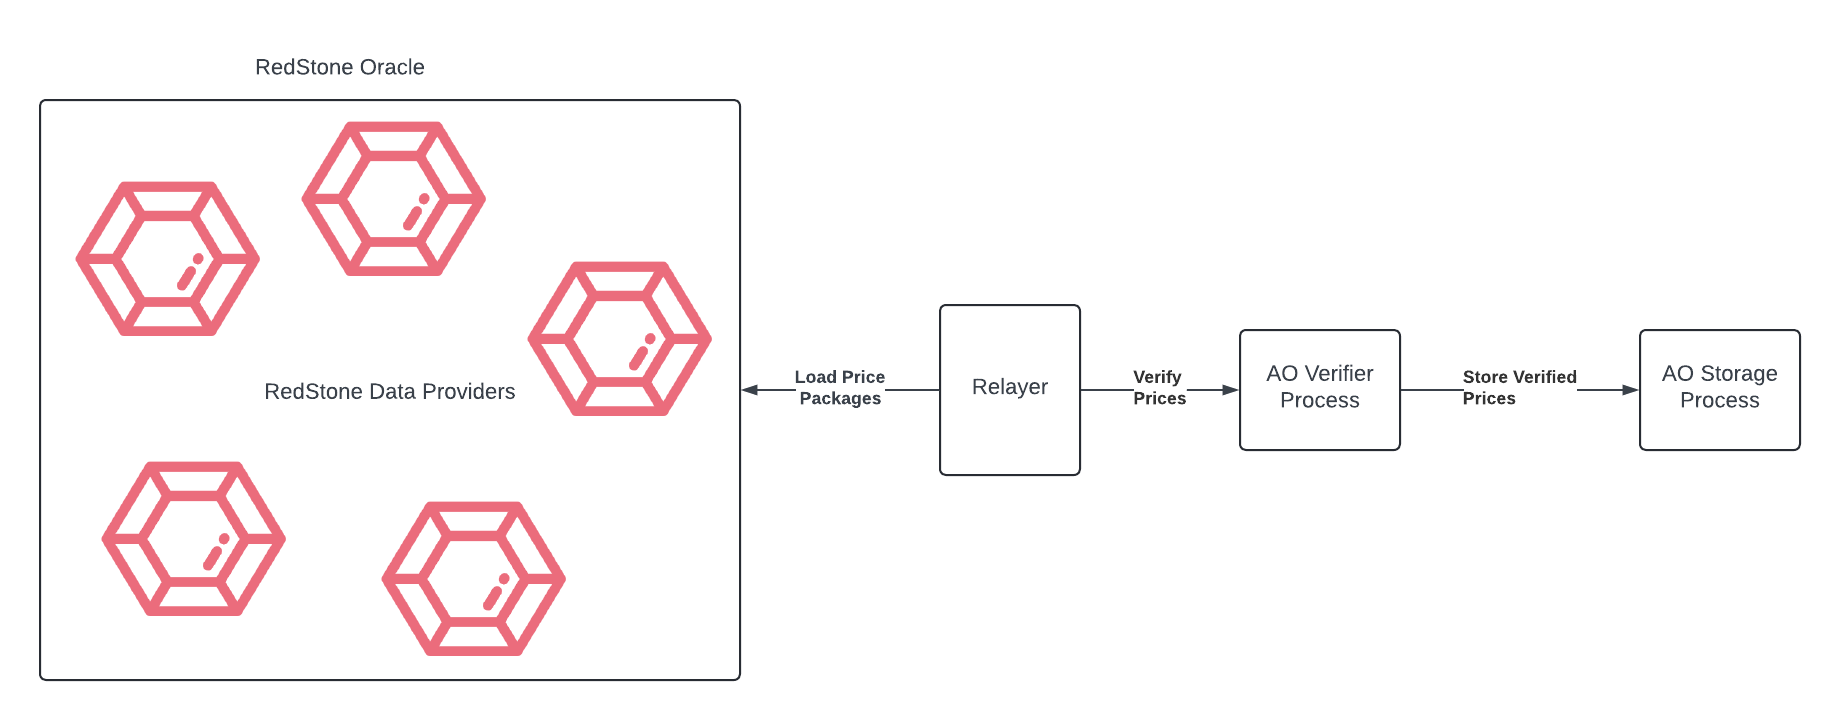 RedStone Oracle
RedStone Data Providers
Load Price
Packages
Relayer
Verify
Prices
AO Verifier
Process
Store Verified
Prices
AO Storage
Process